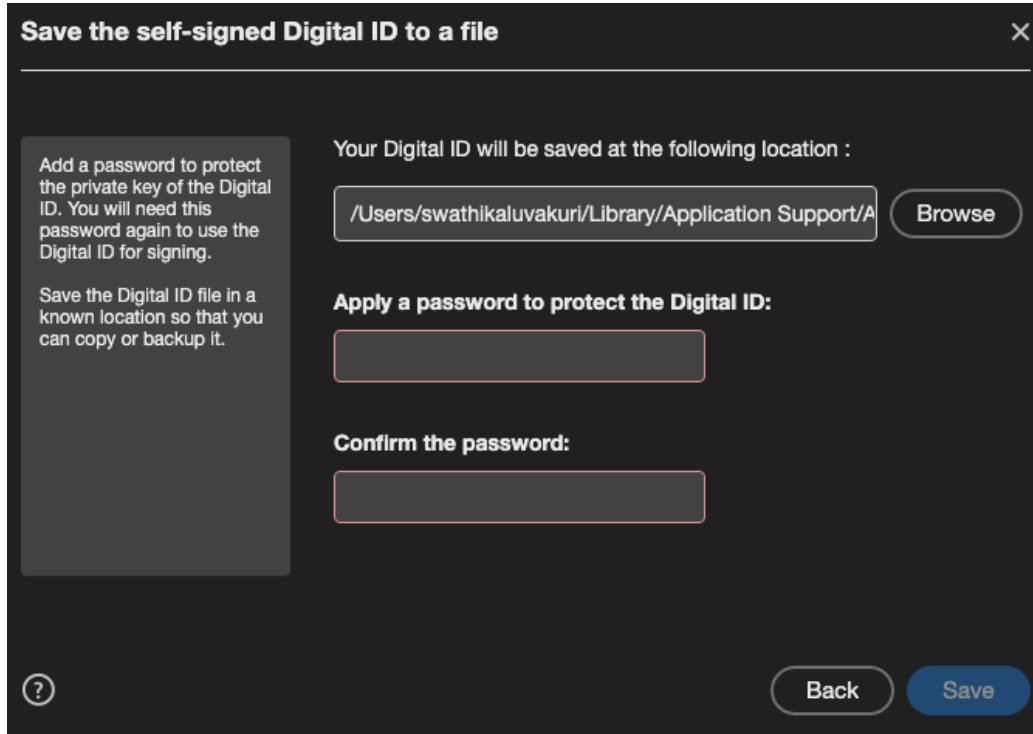 Save the self-signed Digital ID to a file
Add a password to protect
the private key of the Digital
ID. You will need this
password again to use the
Digital ID for signing.
Save the Digital ID file in a
known location so that you
can copy or backup it.
Your Digital ID will be saved at the following location :
/Users/swathikaluvakuri/Library/Application Support/A
Browse
Apply a password to protect the Digital ID:
Confirm the password:
?
Back
Save